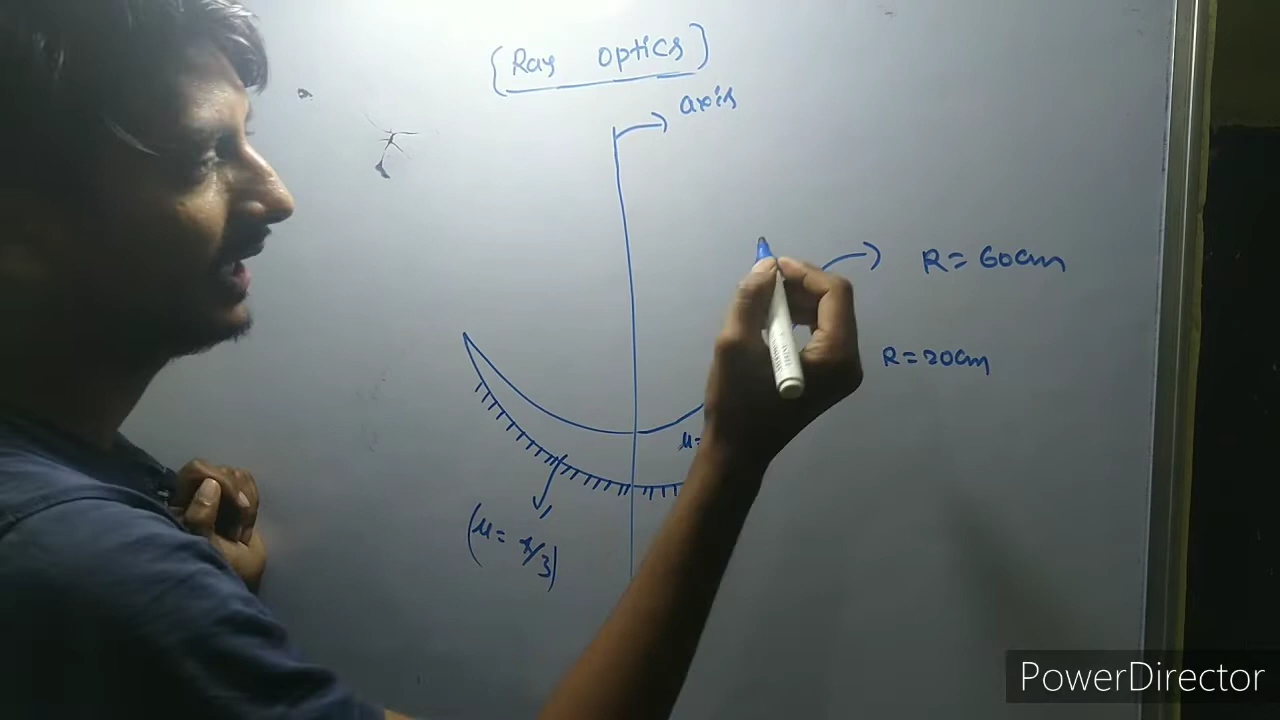 (Ray optics)
axis
R = 60cm
R = 20cm
μ =
(μ = 4/3)
PowerDirector